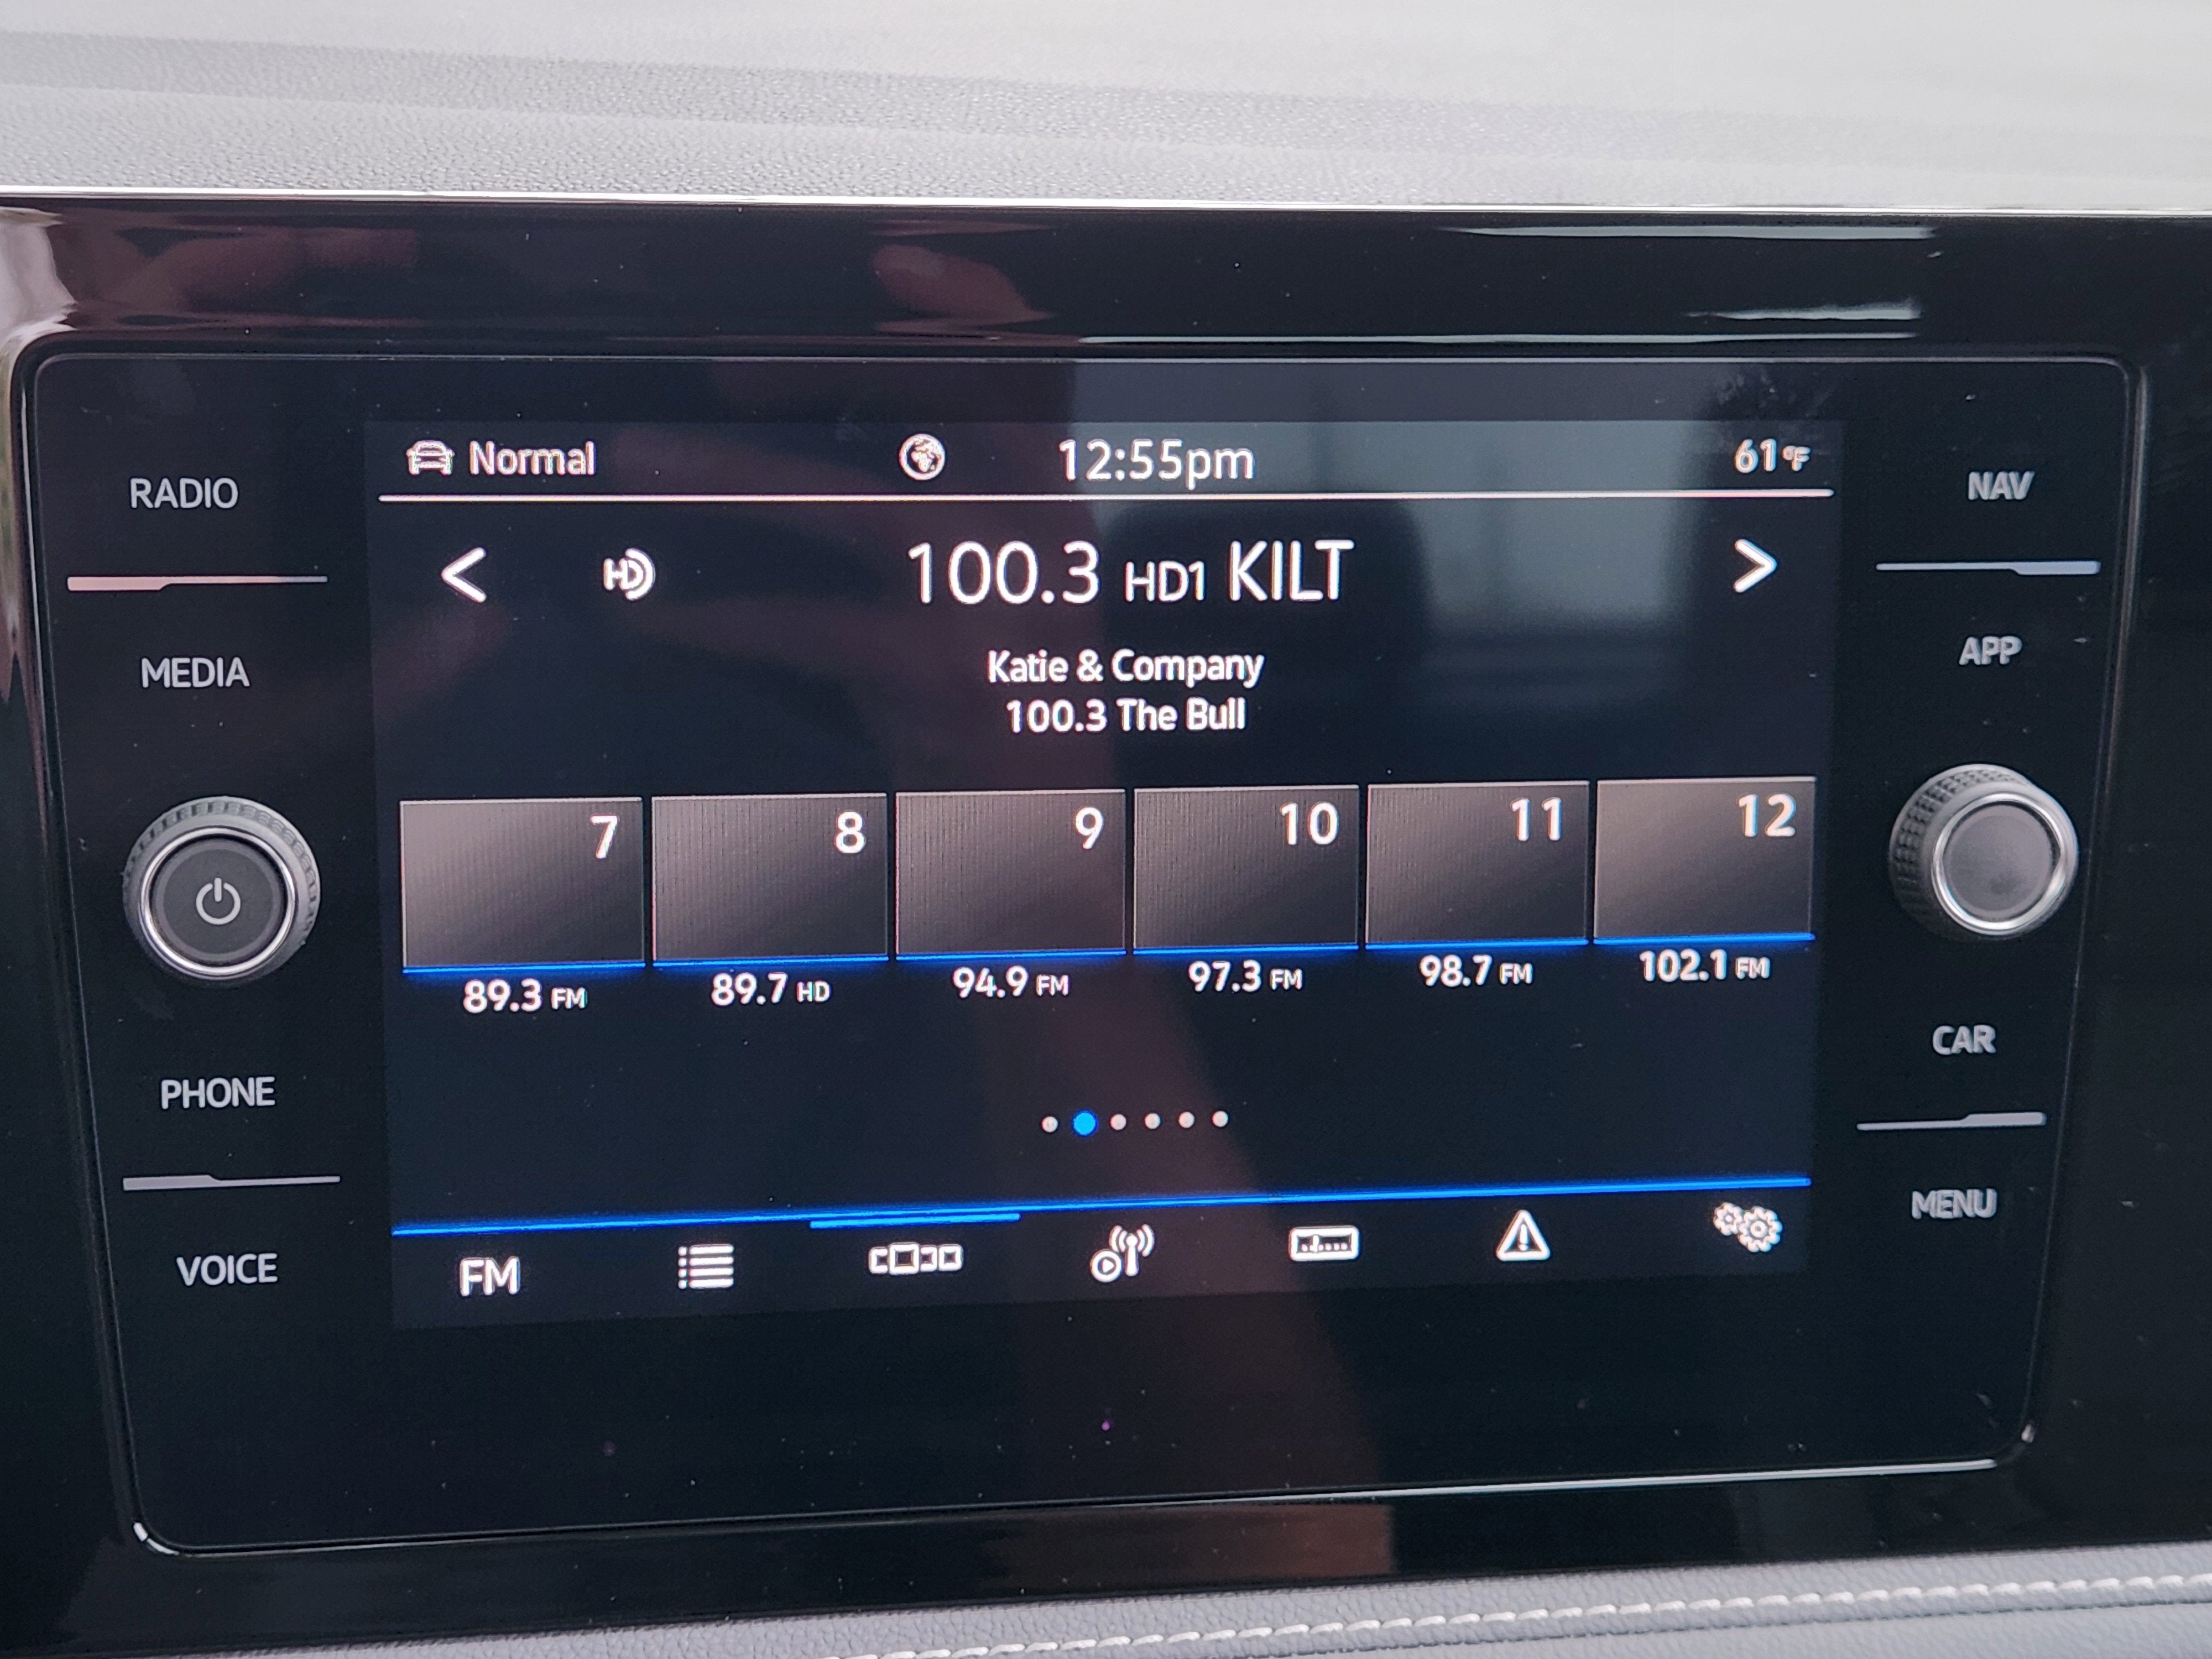 RADIO
MEDIA
PHONE
VOICE
Normal 12:55pm 61°F
HD 100.3 HD1 KILT
Katie & Company
100.3 The Bull
7 8 9 10 11 12
89.3 FM 89.7 HD 94.9 FM 97.3 FM 98.7 FM 102.1 FM
FM
NAV
APP
CAR
MENU